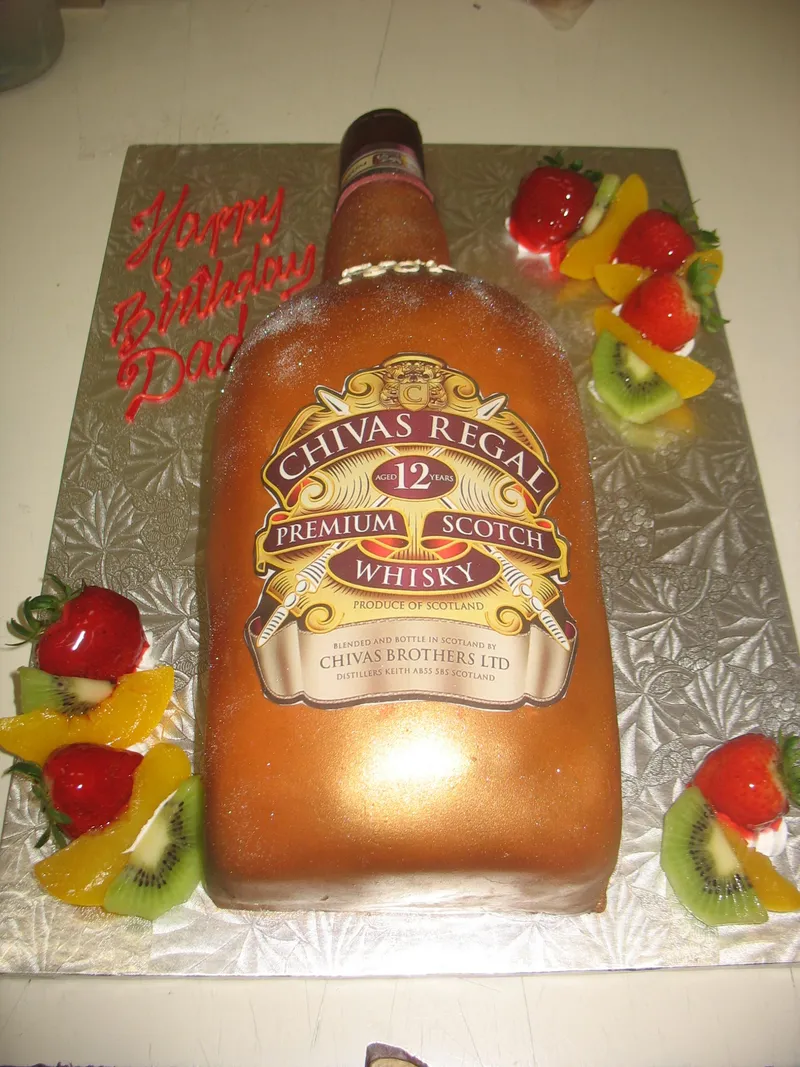 Happy
Birthday
Dad
C
CHIVAS REGAL
AGED 12 YEARS
PREMIUM SCOTCH
WHISKY
PRODUCE OF SCOTLAND
BLENDED AND BOTTLE IN SCOTLAND BY
CHIVAS BROTHERS LTD
DISTILLERS KEITH AB55 5BS SCOTLAND